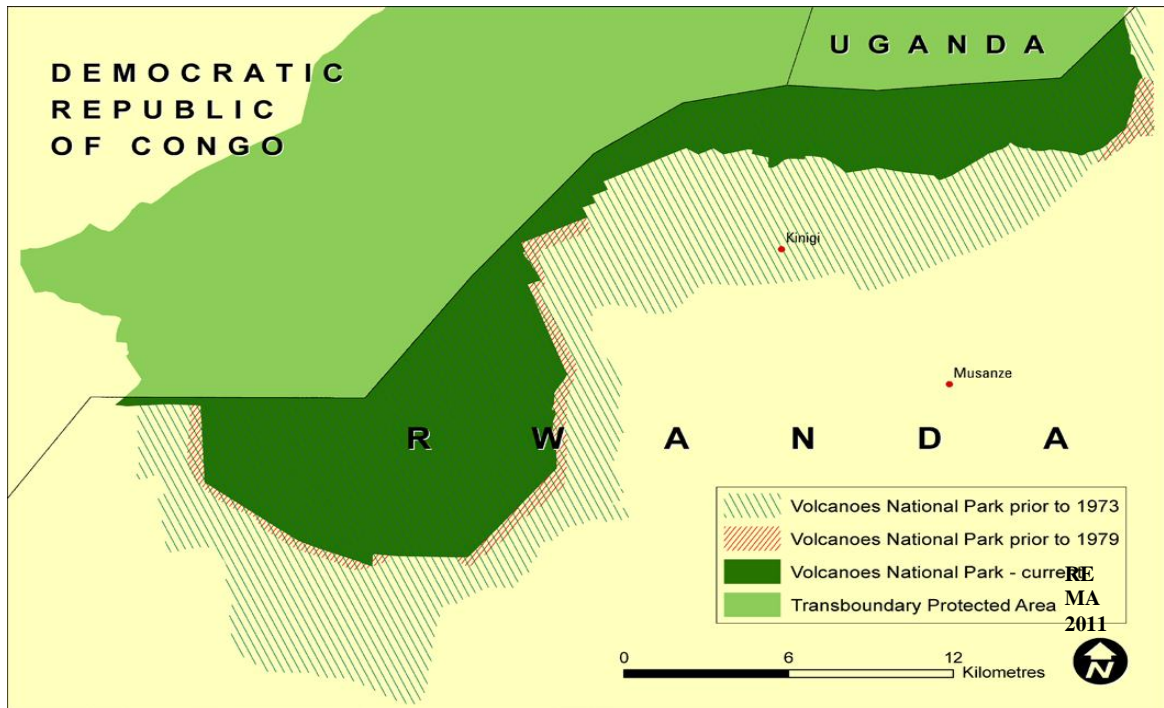 DEMOCRATIC
REPUBLIC
OF CONGO
UGANDA
Kinigi
Musanze
RWANDA
Volcanoes National Park prior to 1973
Volcanoes National Park prior to 1979
Volcanoes National Park - current
Transboundary Protected Area
RE
MA
2011
0 6 12
Kilometres
N